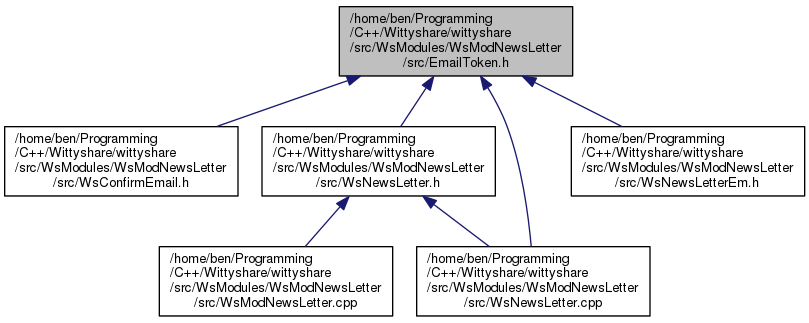 /home/ben/Programming
/C++/Wittyshare/wittyshare
/src/WsModules/WsModNewsLetter
/src/EmailToken.h
/home/ben/Programming
/C++/Wittyshare/wittyshare
/src/WsModules/WsModNewsLetter
/src/WsConfirmEmail.h
/home/ben/Programming
/C++/Wittyshare/wittyshare
/src/WsModules/WsModNewsLetter
/src/WsNewsLetter.h
/home/ben/Programming
/C++/Wittyshare/wittyshare
/src/WsModules/WsModNewsLetter
/src/WsNewsLetterEm.h
/home/ben/Programming
/C++/Wittyshare/wittyshare
/src/WsModules/WsModNewsLetter
/src/WsModNewsLetter.cpp
/home/ben/Programming
/C++/Wittyshare/wittyshare
/src/WsModules/WsModNewsLetter
/src/WsNewsLetter.cpp